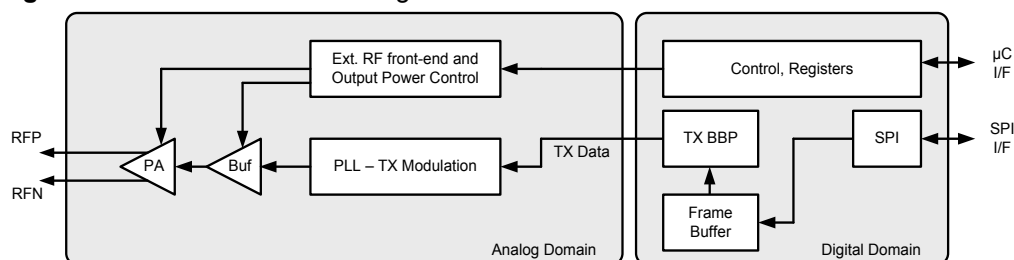 Ext. RF front-end and
Output Power Control
Control, Registers
µC
I/F
RFP
RFN
PA
Buf
PLL – TX Modulation
TX Data
TX BBP
SPI
SPI
I/F
Frame
Buffer
Analog Domain
Digital Domain